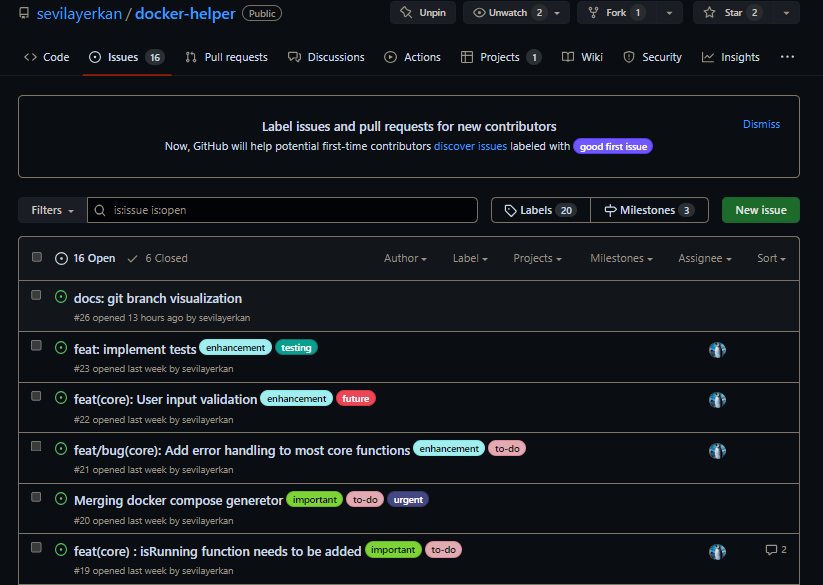 sevilayerkan / docker-helper Public Unpin Unwatch 2 Fork 1 Star 2
Code Issues 16 Pull requests Discussions Actions Projects 1 Wiki Security Insights ...
Label issues and pull requests for new contributors
Dismiss
Now, GitHub will help potential first-time contributors discover issues labeled with good first issue
Filters is:issue is:open Labels 20 Milestones 3 New issue
16 Open 6 Closed Author Label Projects Milestones Assignee Sort
docs: git branch visualization
#26 opened 13 hours ago by sevilayerkan
feat: implement tests enhancement testing
#23 opened last week by sevilayerkan
feat(core): User input validation enhancement future
#22 opened last week by sevilayerkan
feat/bug(core): Add error handling to most core functions enhancement to-do
#21 opened last week by sevilayerkan
Merging docker compose generetor important to-do urgent
#20 opened last week by sevilayerkan
feat(core) : isRunning function needs to be added important to-do 2
#19 opened last week by sevilayerkan